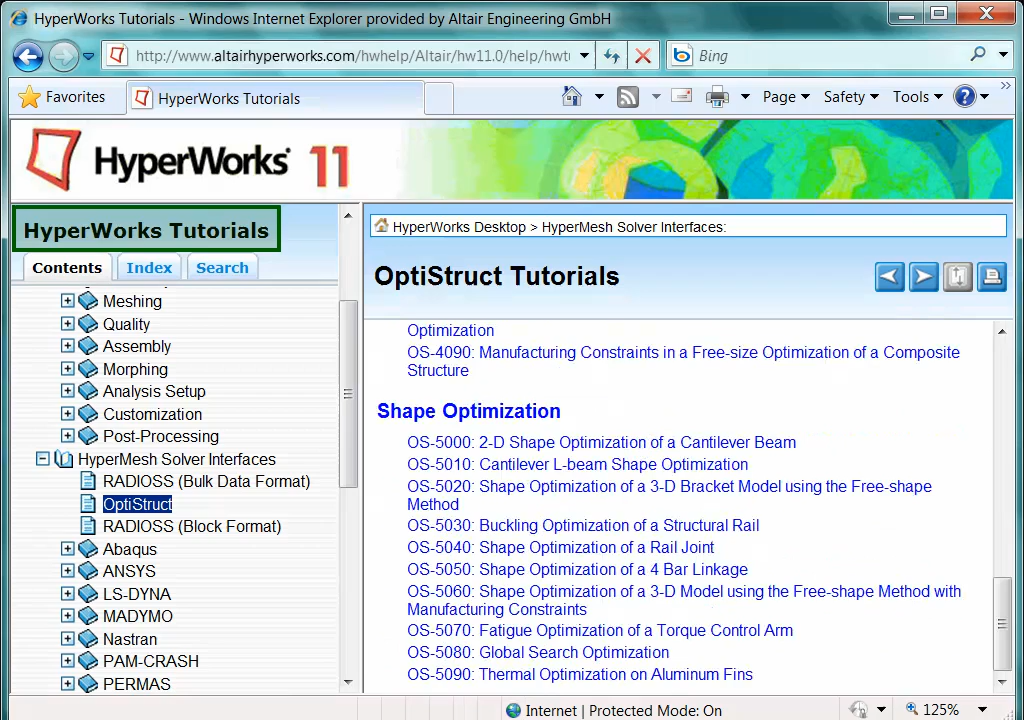 HyperWorks Tutorials - Windows Internet Explorer provided by Altair Engineering GmbH
http://www.altairhyperworks.com/hwhelp/Altair/hw11.0/help/hwtu
Bing
Favorites
HyperWorks Tutorials
Page
Safety
Tools
HyperWorks 11
HyperWorks Tutorials
Contents
Index
Search
Meshing
Quality
Assembly
Morphing
Analysis Setup
Customization
Post-Processing
HyperMesh Solver Interfaces
RADIOSS (Bulk Data Format)
OptiStruct
RADIOSS (Block Format)
Abaqus
ANSYS
LS-DYNA
MADYMO
Nastran
PAM-CRASH
PERMAS
HyperWorks Desktop > HyperMesh Solver Interfaces:
OptiStruct Tutorials
Optimization
OS-4090: Manufacturing Constraints in a Free-size Optimization of a Composite
Structure
Shape Optimization
OS-5000: 2-D Shape Optimization of a Cantilever Beam
OS-5010: Cantilever L-beam Shape Optimization
OS-5020: Shape Optimization of a 3-D Bracket Model using the Free-shape
Method
OS-5030: Buckling Optimization of a Structural Rail
OS-5040: Shape Optimization of a Rail Joint
OS-5050: Shape Optimization of a 4 Bar Linkage
OS-5060: Shape Optimization of a 3-D Model using the Free-shape Method with
Manufacturing Constraints
OS-5070: Fatigue Optimization of a Torque Control Arm
OS-5080: Global Search Optimization
OS-5090: Thermal Optimization on Aluminum Fins
Internet | Protected Mode: On
125%